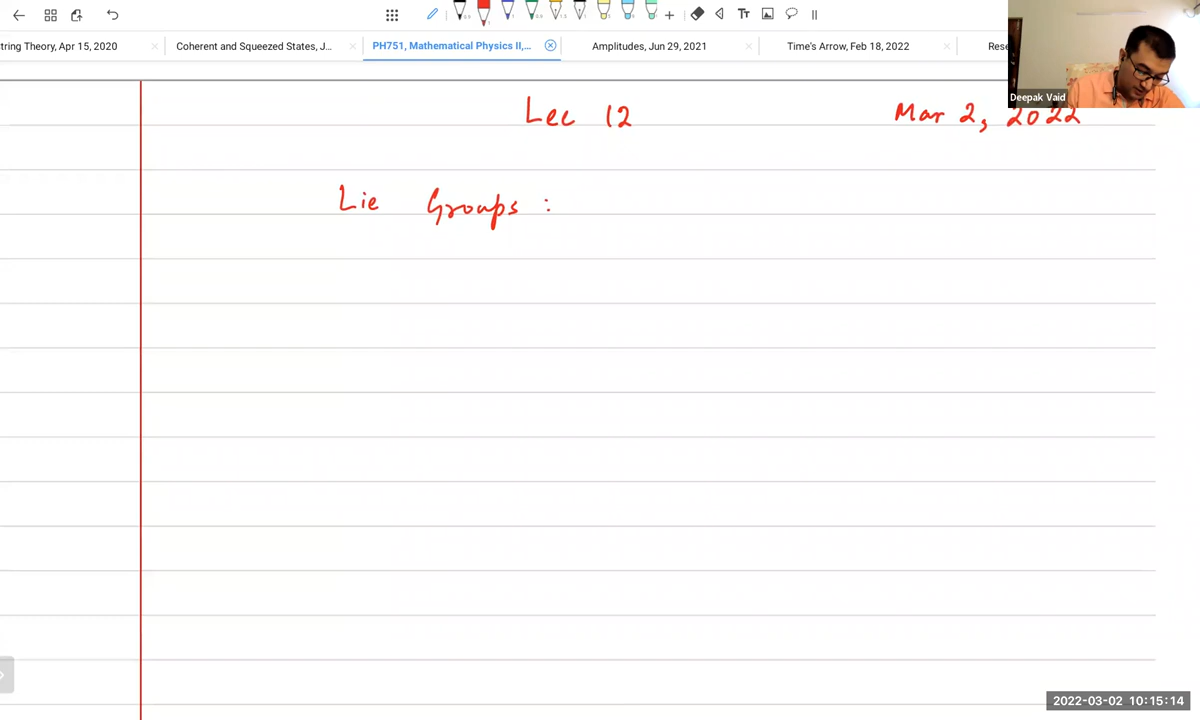 tring Theory, Apr 15, 2020 Coherent and Squeezed States, J... PH751, Mathematical Physics II,... Amplitudes, Jun 29, 2021 Time's Arrow, Feb 18, 2022 Rese
Deepak Vaid
Lec 12 Mar 2, 2022
Lie Groups :
2022-03-02 10:15:14